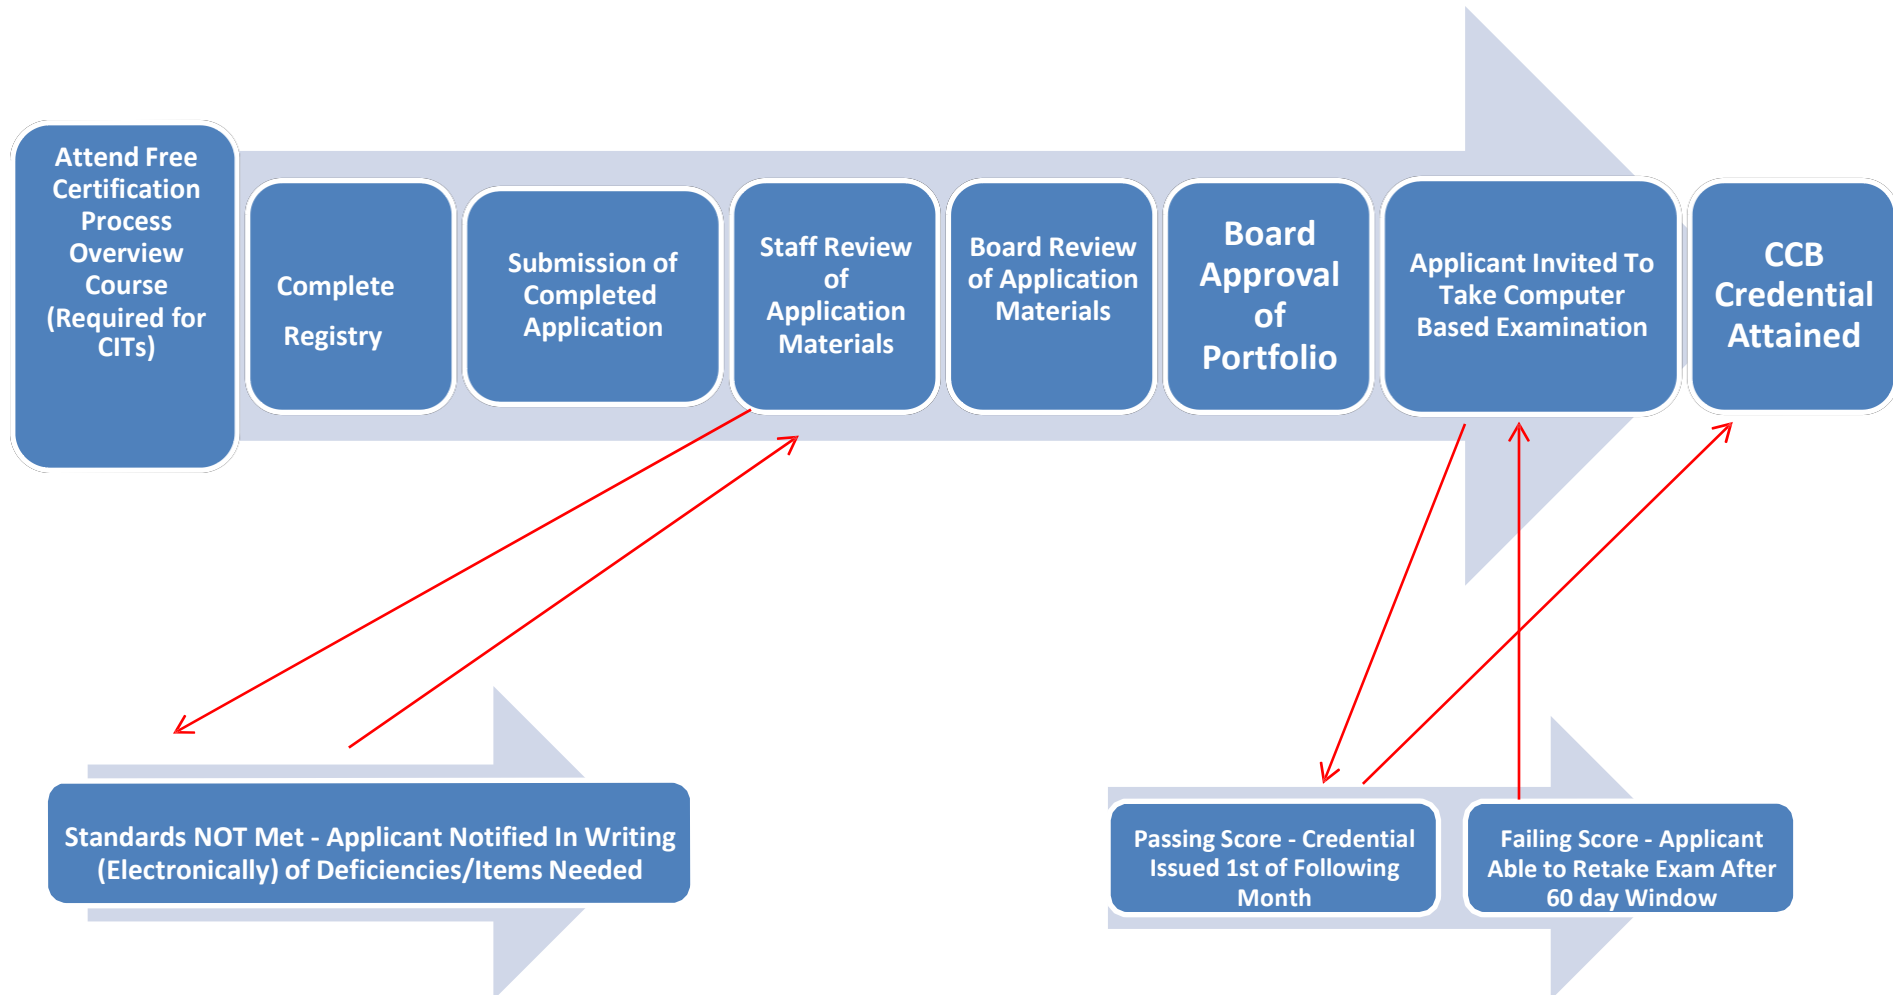 Attend Free
Certification
Process
Overview
Course
(Required for
CITs)
Complete
Registry
Submission of
Completed
Application
Staff Review
of
Application
Materials
Board Review
of Application
Materials
Board
Approval
of
Portfolio
Applicant Invited To
Take Computer
Based Examination
CCB
Credential
Attained
Standards NOT Met - Applicant Notified In Writing
(Electronically) of Deficiencies/Items Needed
Passing Score - Credential
Issued 1st of Following
Month
Failing Score - Applicant
Able to Retake Exam After
60 day Window